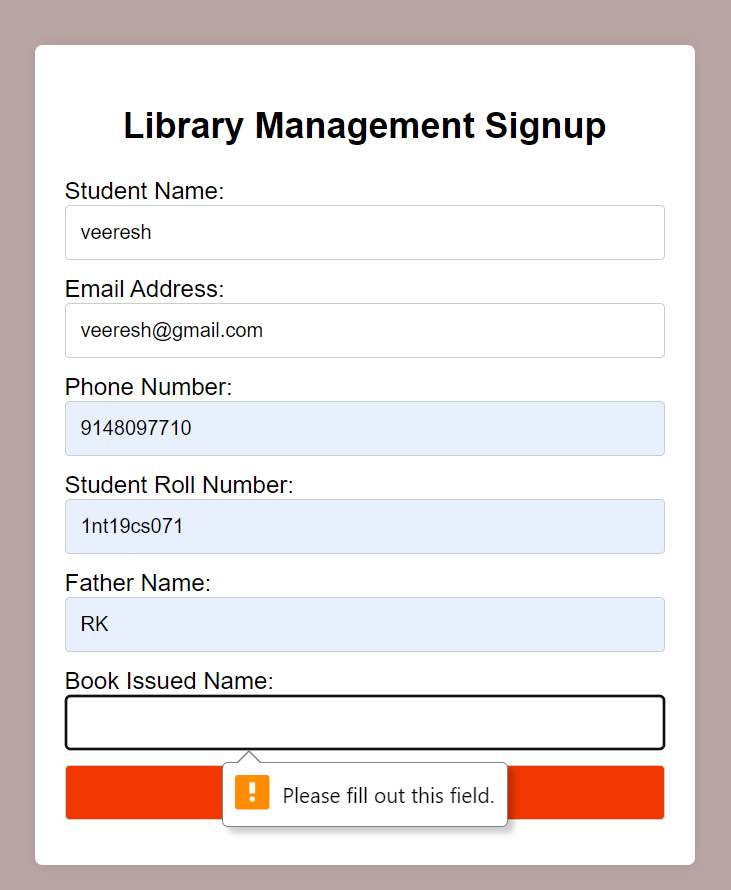 Library Management Signup
Student Name:
veeresh
Email Address:
veeresh@gmail.com
Phone Number:
9148097710
Student Roll Number:
1nt19cs071
Father Name:
RK
Book Issued Name:
Please fill out this field.